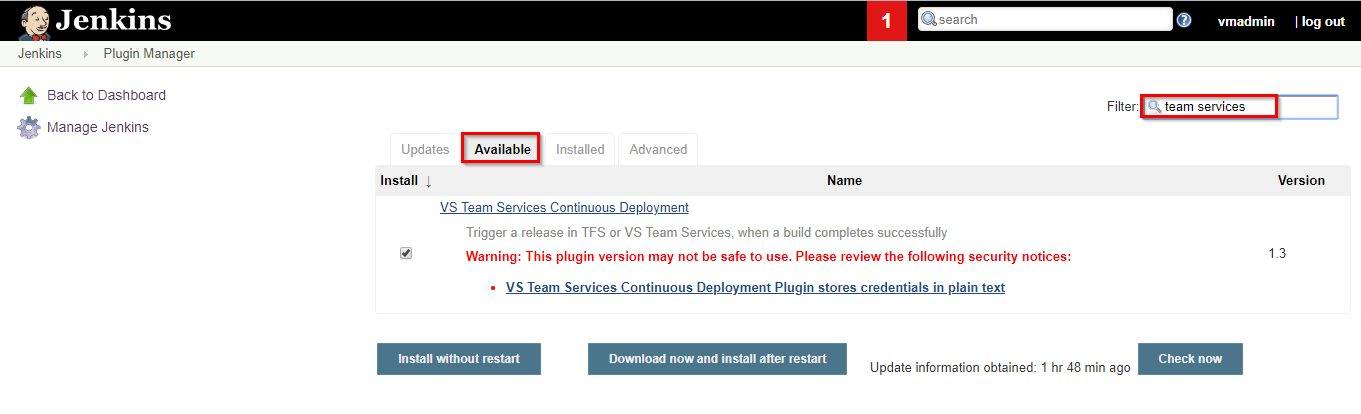 Jenkins
1
search
?
vmadmin
| log out
Jenkins
Plugin Manager
Back to Dashboard
Manage Jenkins
Filter:
team services
Updates
Available
Installed
Advanced
Install ↓
Name
Version
VS Team Services Continuous Deployment
Trigger a release in TFS or VS Team Services, when a build completes successfully
Warning: This plugin version may not be safe to use. Please review the following security notices:
• VS Team Services Continuous Deployment Plugin stores credentials in plain text
1.3
Install without restart
Download now and install after restart
Update information obtained: 1 hr 48 min ago
Check now